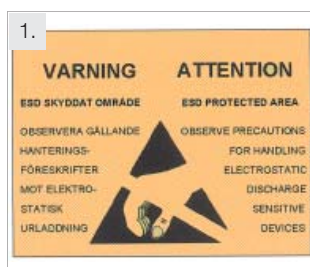 1.
VARNING ATTENTION
ESD SKYDDAT OMRÅDE ESD PROTECTED AREA
OBSERVERA GÄLLANDE OBSERVE PRECAUTIONS
HANTERINGS- FOR HANDLING
FÖRESKRIFTER ELECTROSTATIC
MOT ELEKTRO- DISCHARGE
STATISK SENSITIVE
URLADDNING DEVICES